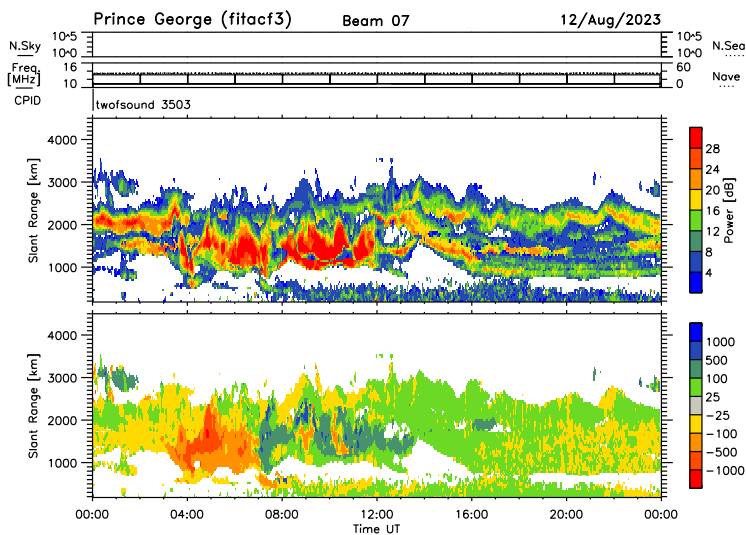 Prince George (fitacf3) Beam 07 12/Aug/2023
N.Sky 10^5 10^5 N.Sea
10^0 10^0
Freq. 16 60
[MHz] 10 0 Nave
CPID twofsound 3503
Slant Range [km]
4000
3000
2000
1000
28
24
20
16
12
8
4
Power [dB]
Slant Range [km]
4000
3000
2000
1000
1000
500
100
25
-25
-100
-500
-1000
00:00 04:00 08:00 12:00 16:00 20:00 00:00
Time UT